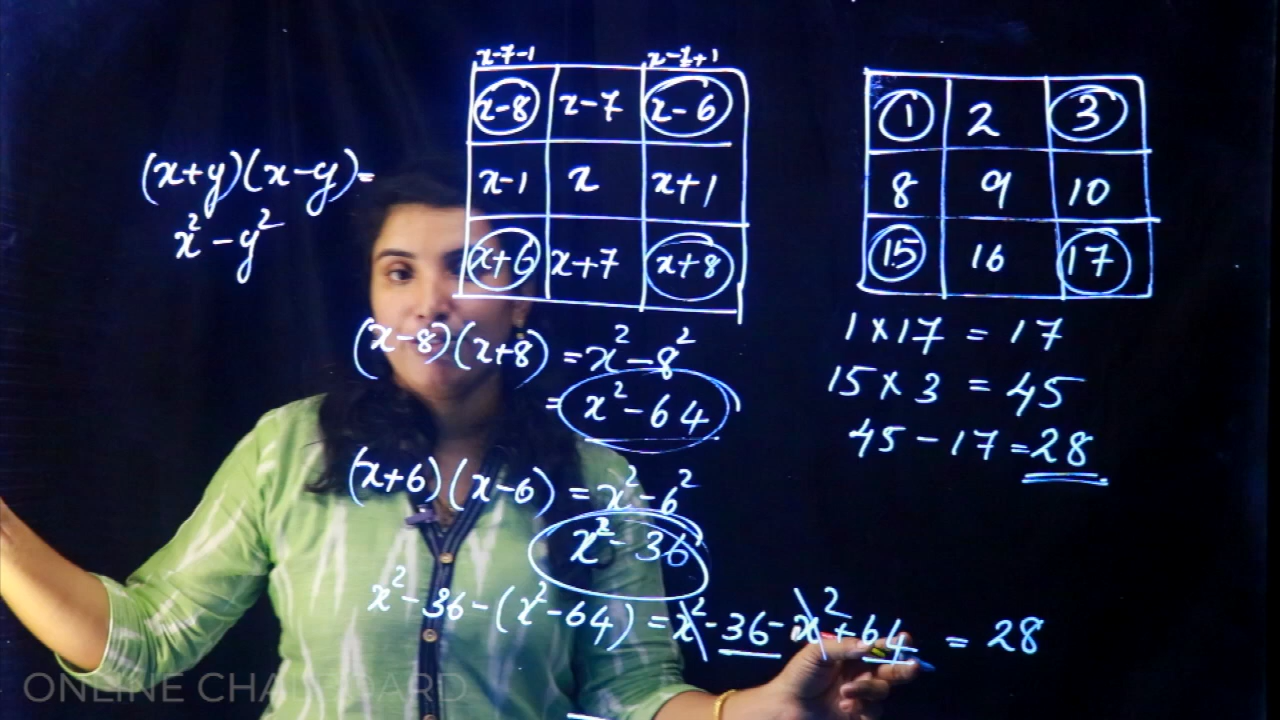 (x+y)(x-y)=
x²-y²
x-7-1 x-7+1
x-8 x-7 x-6
x-1 x x+1
x+6 x+7 x+8
(x-8)(x+8) = x²-8²
= x²-64
(x+6)(x-6) = x²-6²
x²-36
x²-36-(x²-64) = x²-36-x²+64 = 28
1 2 3
8 9 10
15 16 17
1×17 = 17
15×3 = 45
45-17=28
ONLINE CHALKBOARD